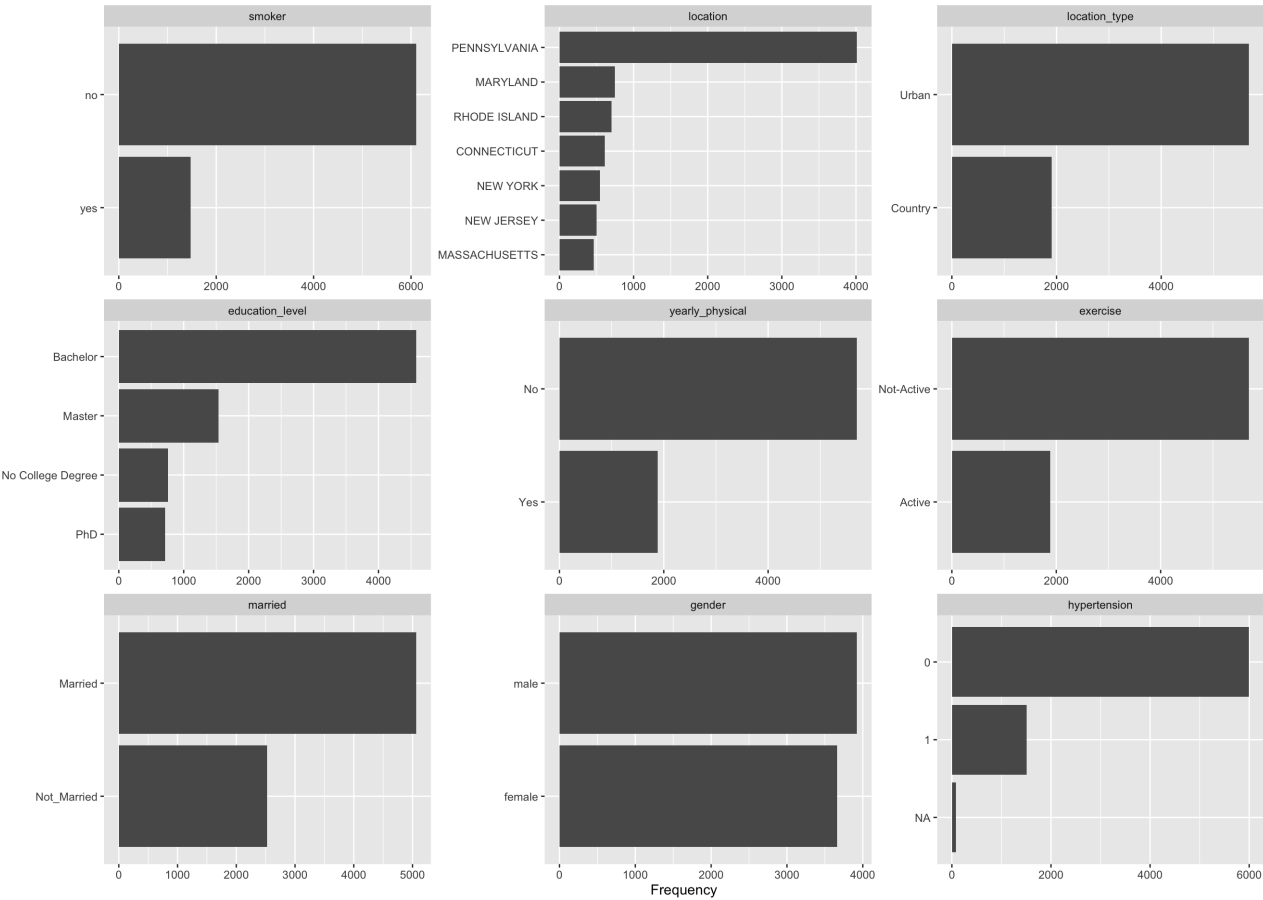 smoker
no
yes
0 2000 4000 6000
location
PENNSYLVANIA
MARYLAND
RHODE ISLAND
CONNECTICUT
NEW YORK
NEW JERSEY
MASSACHUSETTS
0 1000 2000 3000 4000
location_type
Urban
Country
0 2000 4000
education_level
Bachelor
Master
No College Degree
PhD
0 1000 2000 3000 4000
yearly_physical
No
Yes
0 2000 4000
exercise
Not-Active
Active
0 2000 4000
married
Married
Not_Married
0 1000 2000 3000 4000 5000
gender
male
female
0 1000 2000 3000 4000
hypertension
0
1
NA
0 2000 4000 6000
Frequency